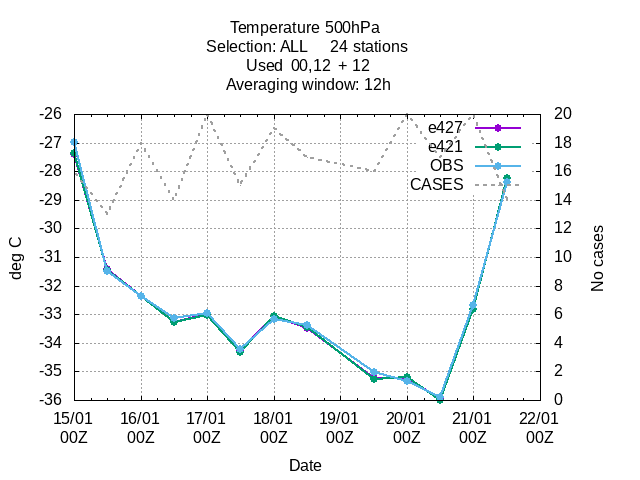 Temperature 500hPa
Selection: ALL 24 stations
Used 00,12 + 12
Averaging window: 12h
-26
-27
-28
-29
-30
-31
-32
-33
-34
-35
-36
deg C
20
18
16
14
12
10
8
6
4
2
0
No cases
e427
e421
OBS
CASES
15/01 16/01 17/01 18/01 19/01 20/01 21/01 22/01
00Z 00Z 00Z 00Z 00Z 00Z 00Z 00Z
Date